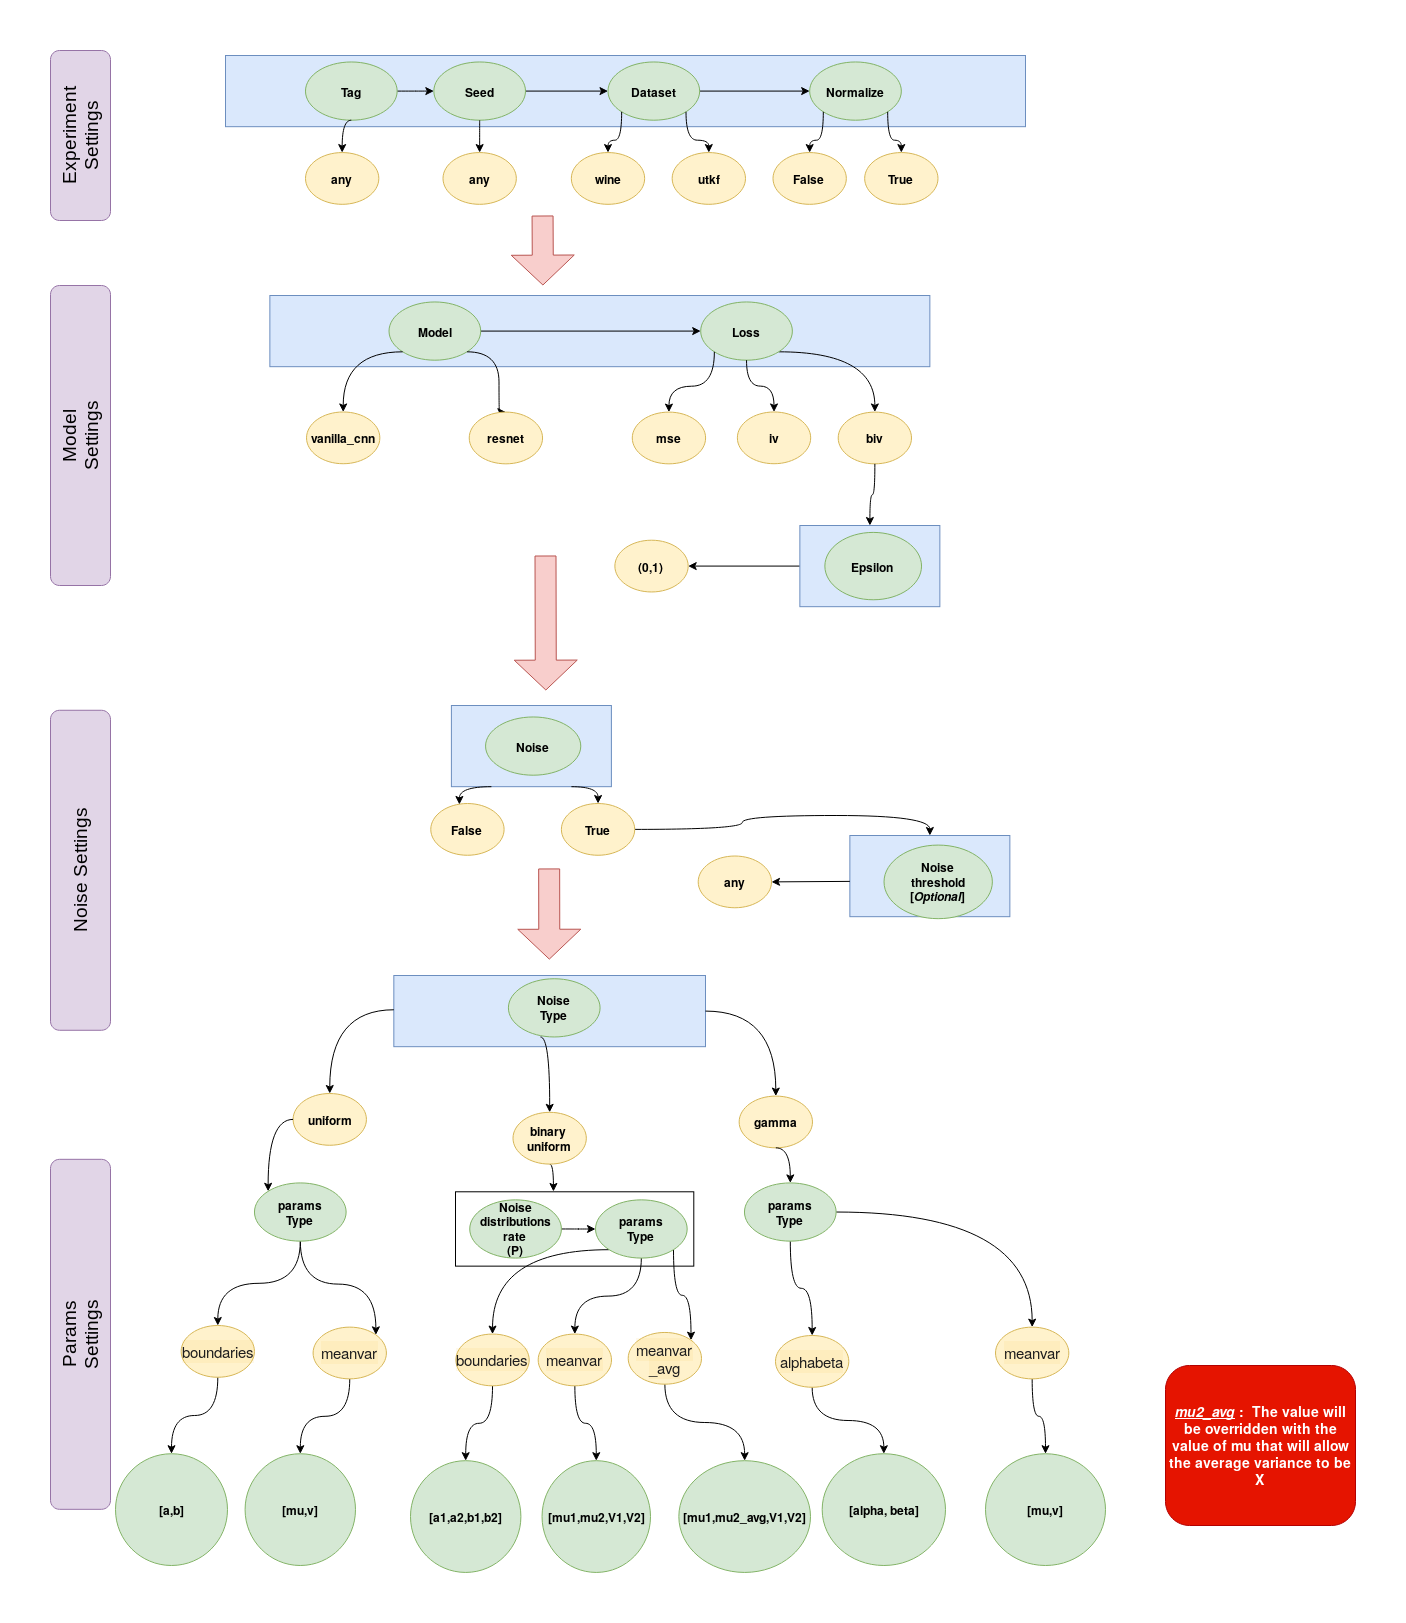 Experiment
Settings
Tag
Seed
Dataset
Normalize
any
any
wine
utkf
False
True
Model
Settings
Model
Loss
vanilla_cnn
resnet
mse
iv
biv
(0,1)
Epsilon
Noise Settings
Noise
False
True
any
Noise
threshold
[Optional]
Noise
Type
uniform
binary
uniform
gamma
Params
Settings
params
Type
Noise
distributions
rate
(P)
params
Type
params
Type
boundaries
meanvar
boundaries
meanvar
meanvar
_avg
alphabeta
meanvar
[a,b]
[mu,v]
[a1,a2,b1,b2]
[mu1,mu2,V1,V2]
[mu1,mu2_avg,V1,V2]
[alpha, beta]
[mu,v]
mu2_avg : The value will
be overridden with the
value of mu that will allow
the average variance to be
X